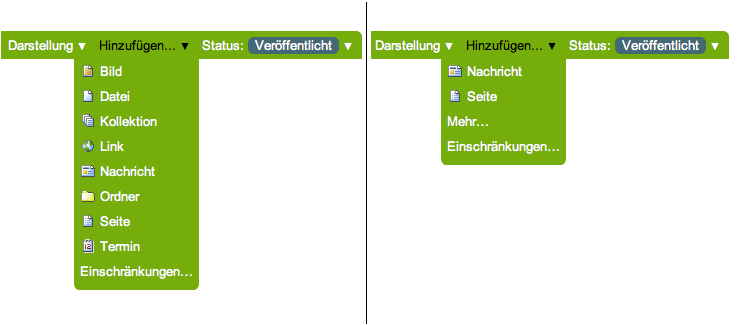 Darstellung ▼ Hinzufügen... ▼ Status: Veröffentlicht ▼
Bild
Datei
Kollektion
Link
Nachricht
Ordner
Seite
Termin
Einschränkungen...
Darstellung ▼ Hinzufügen... ▼ Status: Veröffentlicht ▼
Nachricht
Seite
Mehr...
Einschränkungen...